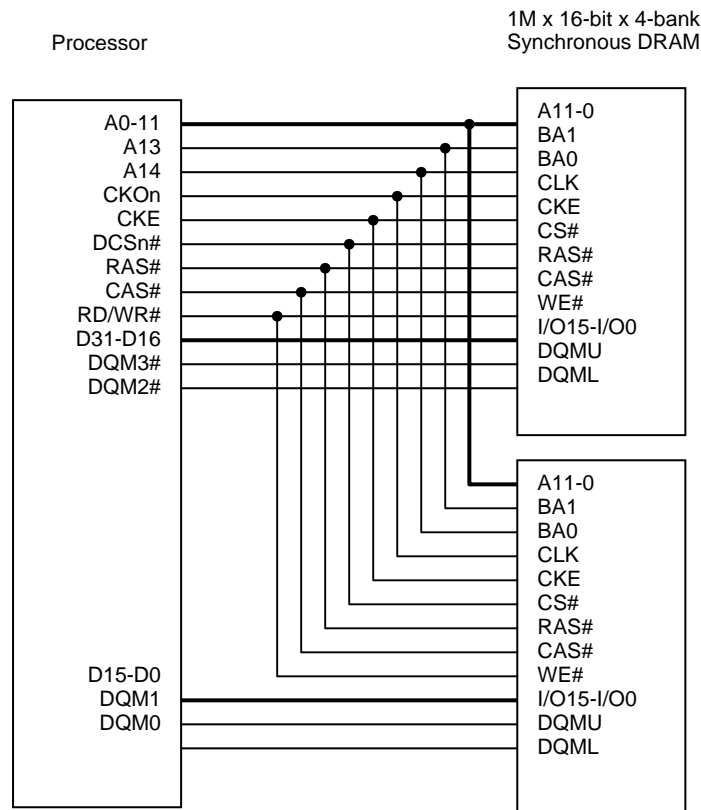 1M x 16-bit x 4-bank
Synchronous DRAM
Processor
A0-11
A13
A14
CKOn
CKE
DCSn#
RAS#
CAS#
RD/WR#
D31-D16
DQM3#
DQM2#
D15-D0
DQM1
DQM0
A11-0
BA1
BA0
CLK
CKE
CS#
RAS#
CAS#
WE#
I/O15-I/O0
DQMU
DQML
A11-0
BA1
BA0
CLK
CKE
CS#
RAS#
CAS#
WE#
I/O15-I/O0
DQMU
DQML